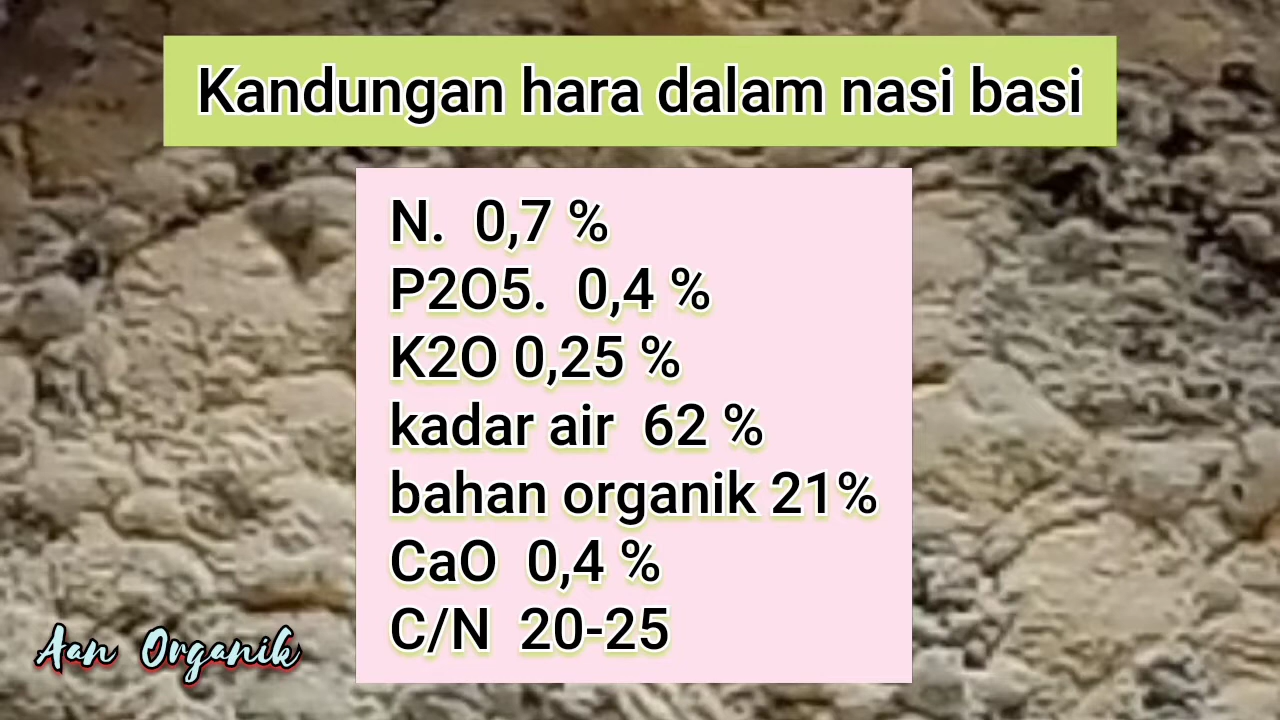 Kandungan hara dalam nasi basi
N. 0,7 %
P2O5. 0,4 %
K2O 0,25 %
kadar air 62 %
bahan organik 21%
CaO 0,4 %
C/N 20-25
Aan Organik